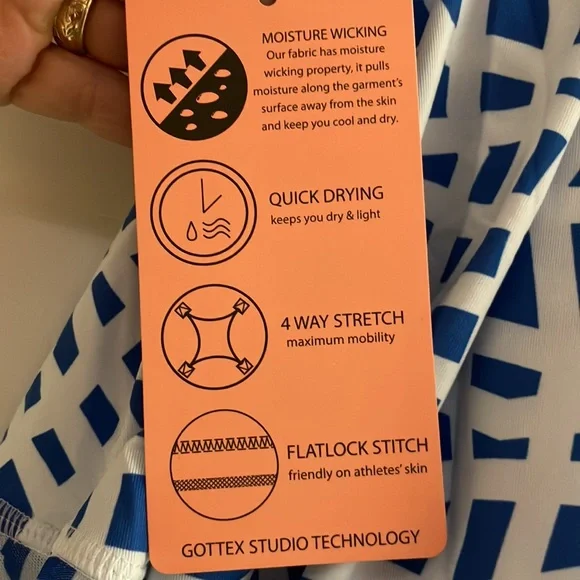 MOISTURE WICKING
Our fabric has moisture
wicking property, it pulls
moisture along the garment's
surface away from the skin
and keep you cool and dry.
QUICK DRYING
keeps you dry & light
4 WAY STRETCH
maximum mobility
FLATLOCK STITCH
friendly on athletes' skin
GOTTEX STUDIO TECHNOLOGY